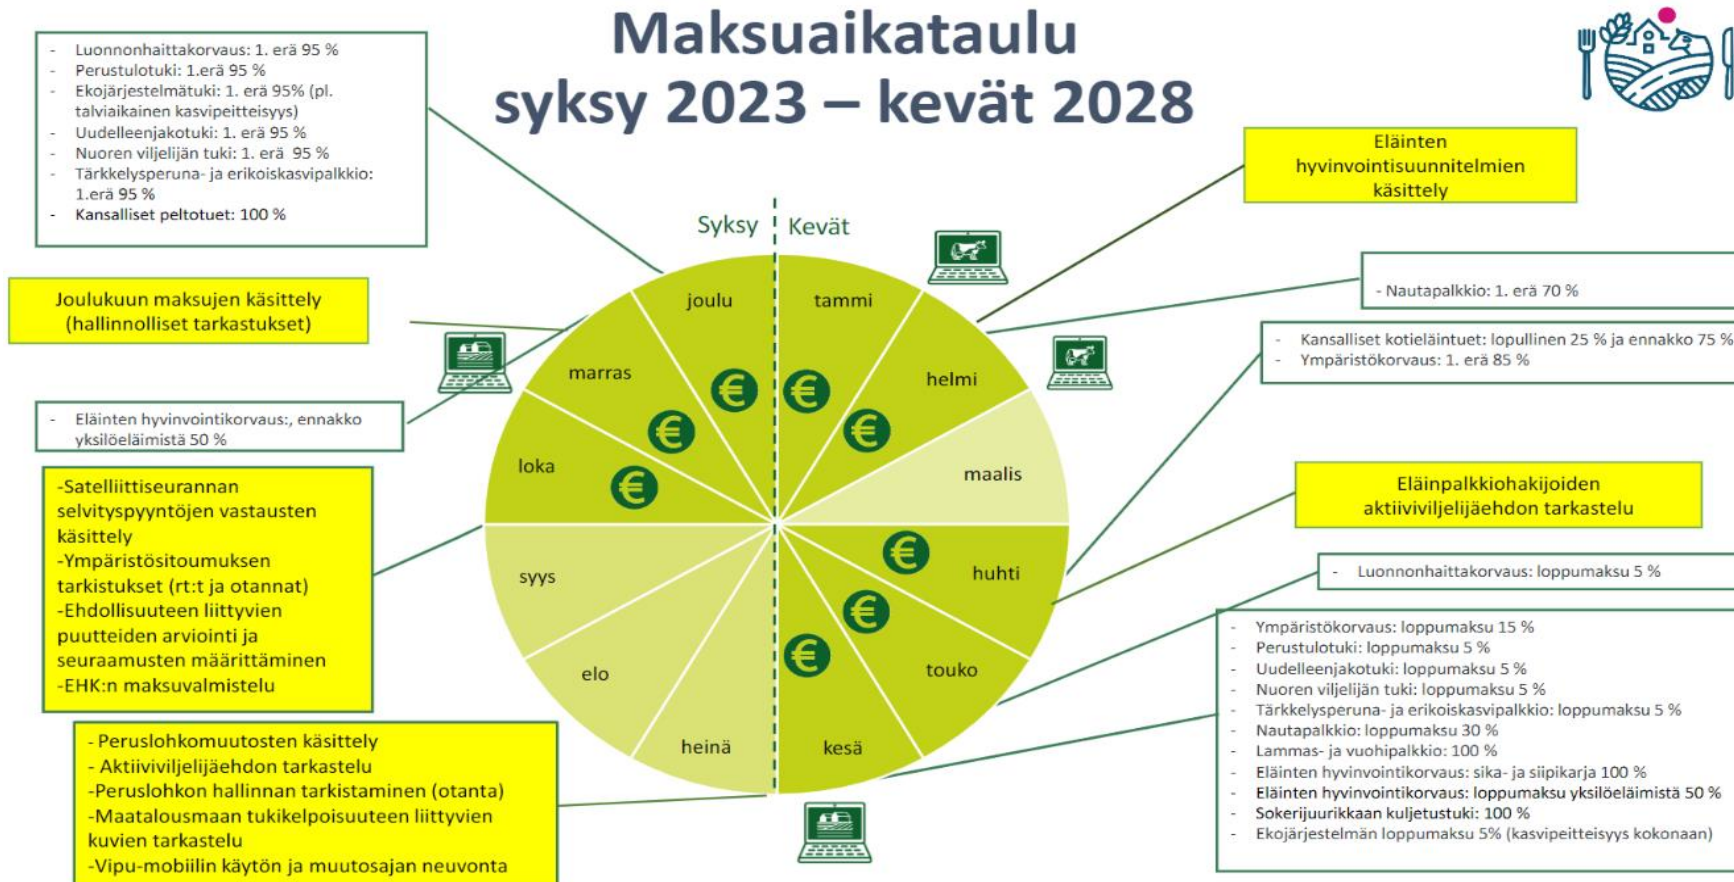 Maksuaikataulu
syksy 2023 – kevät 2028
- Luonnonhaittakorvaus: 1. erä 95 %
- Perustulotuki: 1.erä 95 %
- Ekojärjestelmätuki: 1. erä 95% (pl.
talviaikainen kasvipeitteisyys)
- Uudelleenjakotuki: 1. erä 95 %
- Nuoren viljelijän tuki: 1. erä 95 %
- Tärkkelysperuna- ja erikoiskasvipalkkio:
1.erä 95 %
- Kansalliset peltotuet: 100 %
Joulukuun maksujen käsittely
(hallinnolliset tarkastukset)
- Eläinten hyvinvointikorvaus:, ennakko
yksilöeläimistä 50 %
-Satelliittiseurannan
selvityspyyntöjen vastausten
käsittely
-Ympäristösitoumuksen
tarkistukset (rt:t ja otannat)
-Ehdollisuuteen liittyvien
puutteiden arviointi ja
seuraamusten määrittäminen
-EHK:n maksuvalmistelu
- Peruslohkomuutosten käsittely
- Aktiiviviljelijäehdon tarkastelu
-Peruslohkon hallinnan tarkistaminen (otanta)
-Maatalousmaan tukikelpoisuuteen liittyvien
kuvien tarkastelu
-Vipu-mobiilin käytön ja muutosajan neuvonta
Syksy
Kevät
joulu
tammi
marras
helmi
loka
maalis
syys
huhti
elo
touko
heinä
kesä
€
€
€
€
€
€
€
€
Eläinten
hyvinvointisuunnitelmien
käsittely
- Nautapalkkio: 1. erä 70 %
- Kansalliset kotieläintuet: lopullinen 25 % ja ennakko 75 %
- Ympäristökorvaus: 1. erä 85 %
Eläinpalkkiohakijoiden
aktiiviviljelijäehdon tarkastelu
- Luonnonhaittakorvaus: loppumaksu 5 %
- Ympäristökorvaus: loppumaksu 15 %
- Perustulotuki: loppumaksu 5 %
- Uudelleenjakotuki: loppumaksu 5 %
- Nuoren viljelijän tuki: loppumaksu 5 %
- Tärkkelysperuna- ja erikoiskasvipalkkio: loppumaksu 5 %
- Nautapalkkio: loppumaksu 30 %
- Lammas- ja vuohipalkkio: 100 %
- Eläinten hyvinvointikorvaus: sika- ja siipikarja 100 %
- Eläinten hyvinvointikorvaus: loppumaksu yksilöeläimistä 50 %
- Sokerijuurikkaan kuljetustuki: 100 %
- Ekojärjestelmän loppumaksu 5% (kasvipeitteisyys kokonaan)